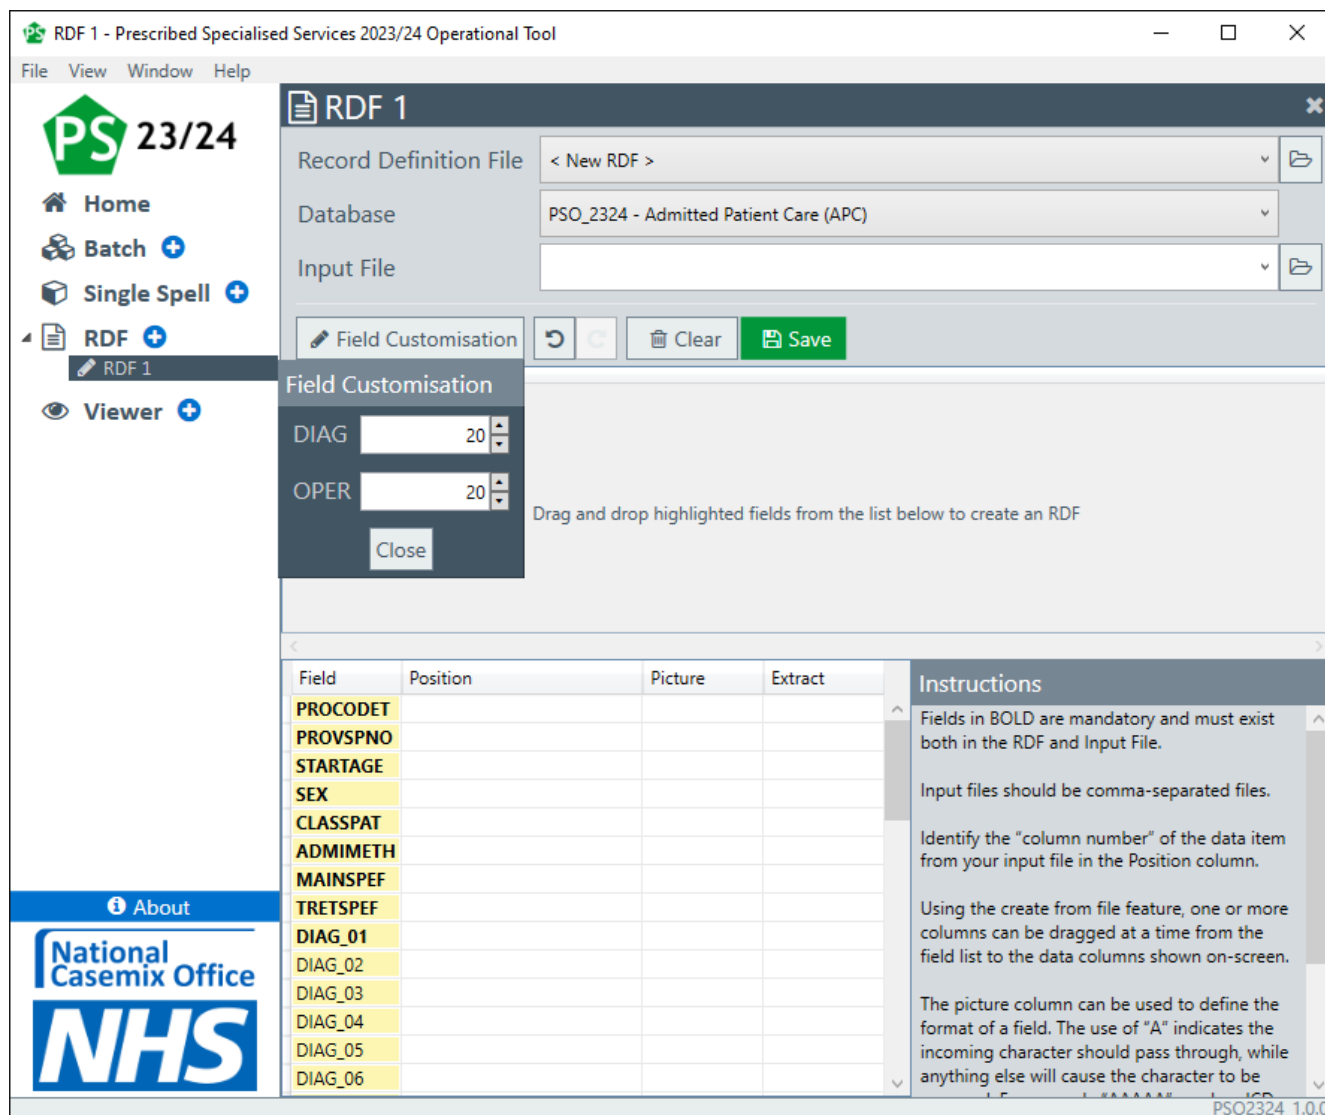 RDF 1 - Prescribed Specialised Services 2023/24 Operational Tool
File View Window Help
PS 23/24
Home
Batch
Single Spell
RDF
RDF 1
Viewer
About
National
Casemix Office
NHS
RDF 1
Record Definition File < New RDF >
Database PSO_2324 - Admitted Patient Care (APC)
Input File
Field Customisation Clear Save
Field Customisation
DIAG 20
OPER 20
Close
Drag and drop highlighted fields from the list below to create an RDF
Field Position Picture Extract
PROCODET
PROVSPNO
STARTAGE
SEX
CLASSPAT
ADMIMETH
MAINSPEF
TRETSPEF
DIAG_01
DIAG_02
DIAG_03
DIAG_04
DIAG_05
DIAG_06
Instructions
Fields in BOLD are mandatory and must exist
both in the RDF and Input File.
Input files should be comma-separated files.
Identify the “column number” of the data item
from your input file in the Position column.
Using the create from file feature, one or more
columns can be dragged at a time from the
field list to the data columns shown on-screen.
The picture column can be used to define the
format of a field. The use of “A” indicates the
incoming character should pass through, while
anything else will cause the character to be
PSO2324 1.0.0